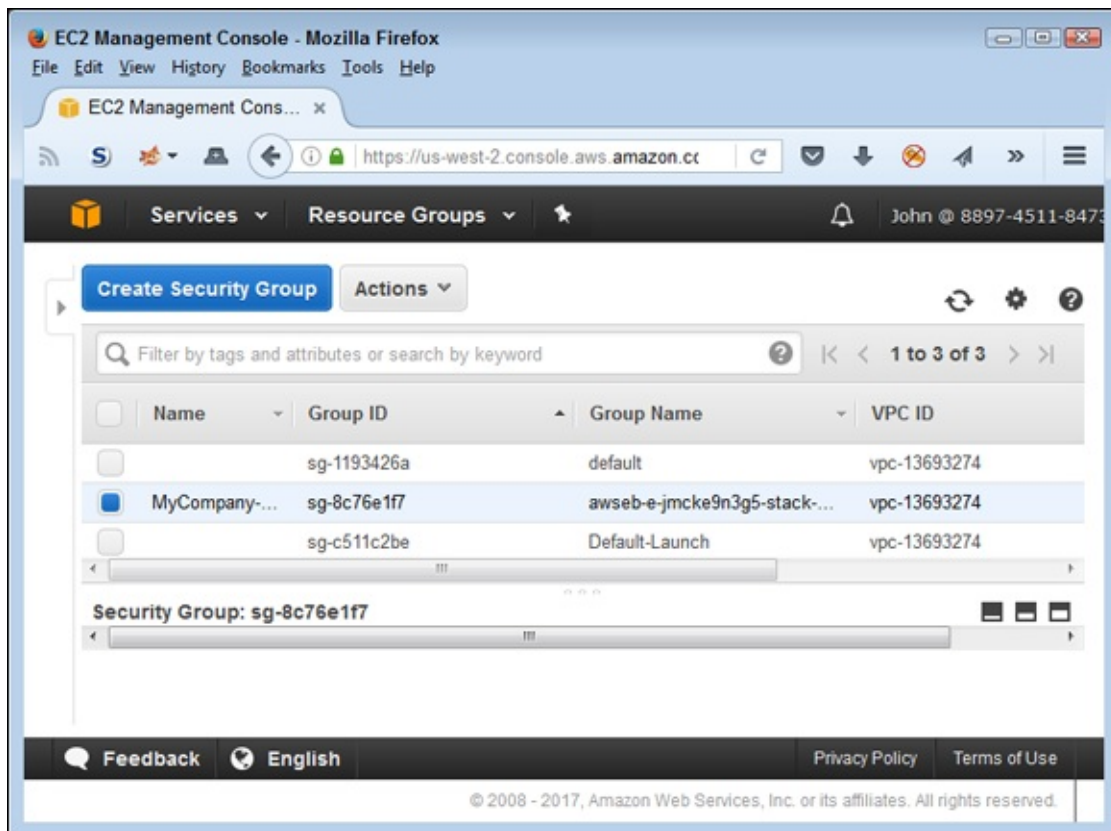 EC2 Management Console - Mozilla Firefox
File Edit View History Bookmarks Tools Help
EC2 Management Cons... ×
S https://us-west-2.console.aws.amazon.cc
Services Resource Groups John @ 8897-4511-8473
Create Security Group Actions
Filter by tags and attributes or search by keyword 1 to 3 of 3
Name Group ID Group Name VPC ID
sg-1193426a default vpc-13693274
MyCompany-... sg-8c76e1f7 awseb-e-jmcke9n3g5-stack-... vpc-13693274
sg-c511c2be Default-Launch vpc-13693274
Security Group: sg-8c76e1f7
Feedback English Privacy Policy Terms of Use
© 2008 - 2017, Amazon Web Services, Inc. or its affiliates. All rights reserved.